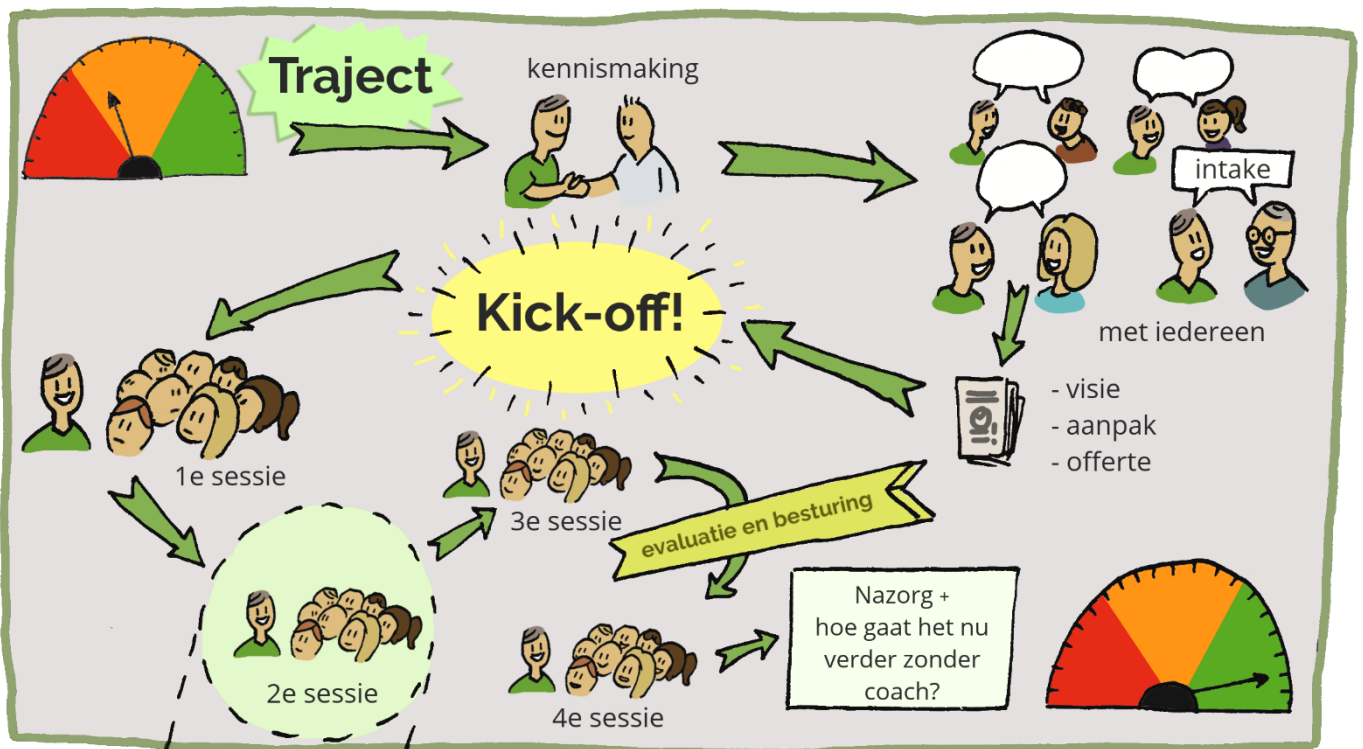 Traject
kennismaking
intake
met iedereen
- visie
- aanpak
- offerte
Kick-off!
1e sessie
2e sessie
3e sessie
evaluatie en besturing
4e sessie
Nazorg +
hoe gaat het nu
verder zonder
coach?